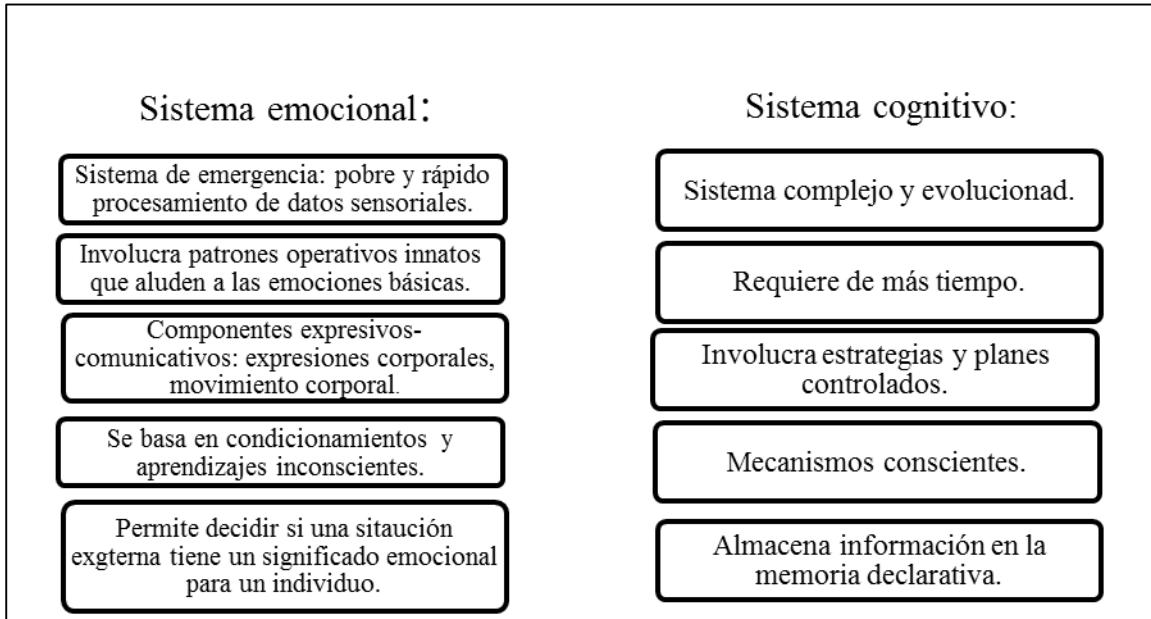 Sistema emocional:
Sistema de emergencia: pobre y rápido
procesamiento de datos sensoriales.
Involucra patrones operativos innatos
que aluden a las emociones básicas.
Componentes expresivos-
comunicativos: expresiones corporales,
movimiento corporal.
Se basa en condicionamientos y
aprendizajes inconscientes.
Permite decidir si una sitaución
exgterna tiene un significado emocional
para un individuo.
Sistema cognitivo:
Sistema complejo y evolucionad.
Requiere de más tiempo.
Involucra estrategias y planes
controlados.
Mecanismos conscientes.
Almacena información en la
memoria declarativa.